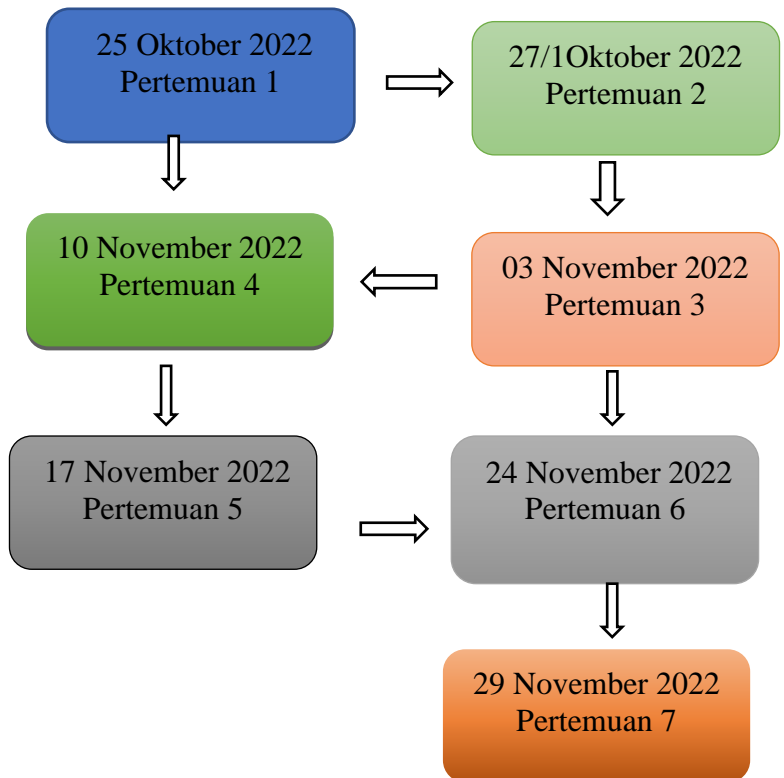 25 Oktober 2022
Pertemuan 1
27/1Oktober 2022
Pertemuan 2
10 November 2022
Pertemuan 4
03 November 2022
Pertemuan 3
17 November 2022
Pertemuan 5
24 November 2022
Pertemuan 6
29 November 2022
Pertemuan 7